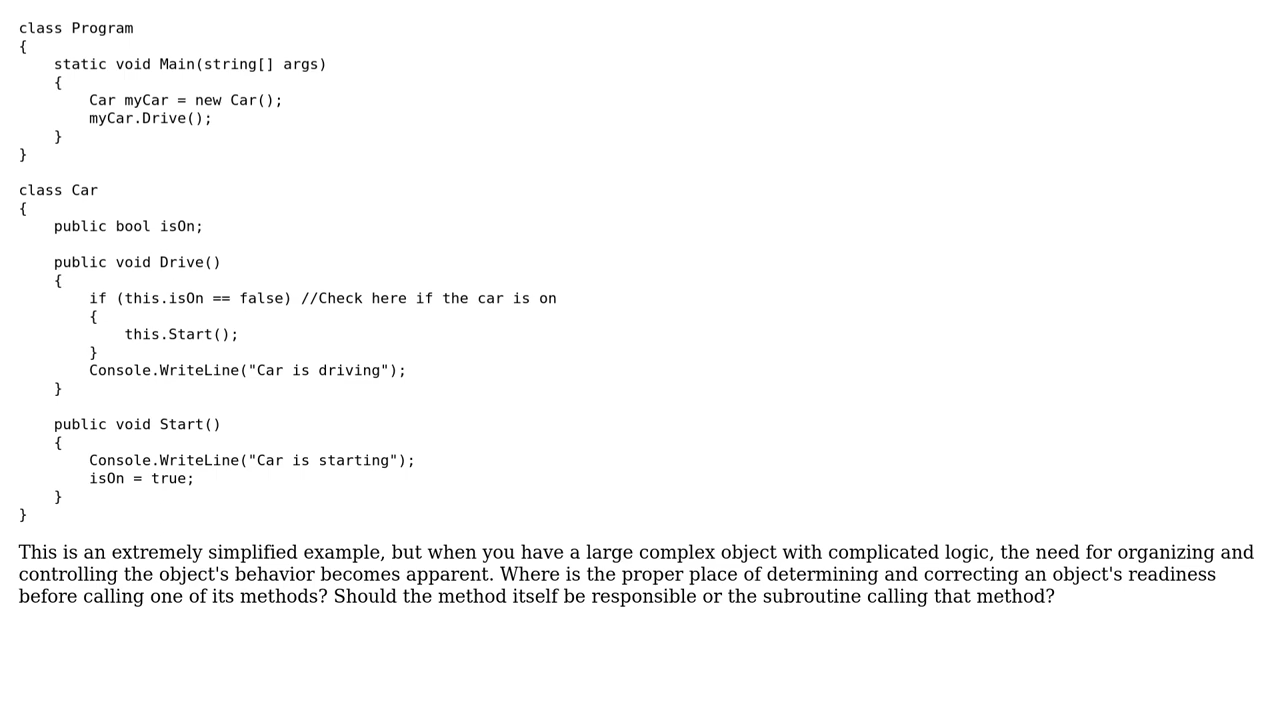 class Program
{
    static void Main(string[] args)
    {
        Car myCar = new Car();
        myCar.Drive();
    }
}

class Car
{
    public bool isOn;

    public void Drive()
    {
        if (this.isOn == false) //Check here if the car is on
        {
            this.Start();
        }
        Console.WriteLine("Car is driving");
    }

    public void Start()
    {
        Console.WriteLine("Car is starting");
        isOn = true;
    }
}
This is an extremely simplified example, but when you have a large complex object with complicated logic, the need for organizing and
controlling the object's behavior becomes apparent. Where is the proper place of determining and correcting an object's readiness
before calling one of its methods? Should the method itself be responsible or the subroutine calling that method?